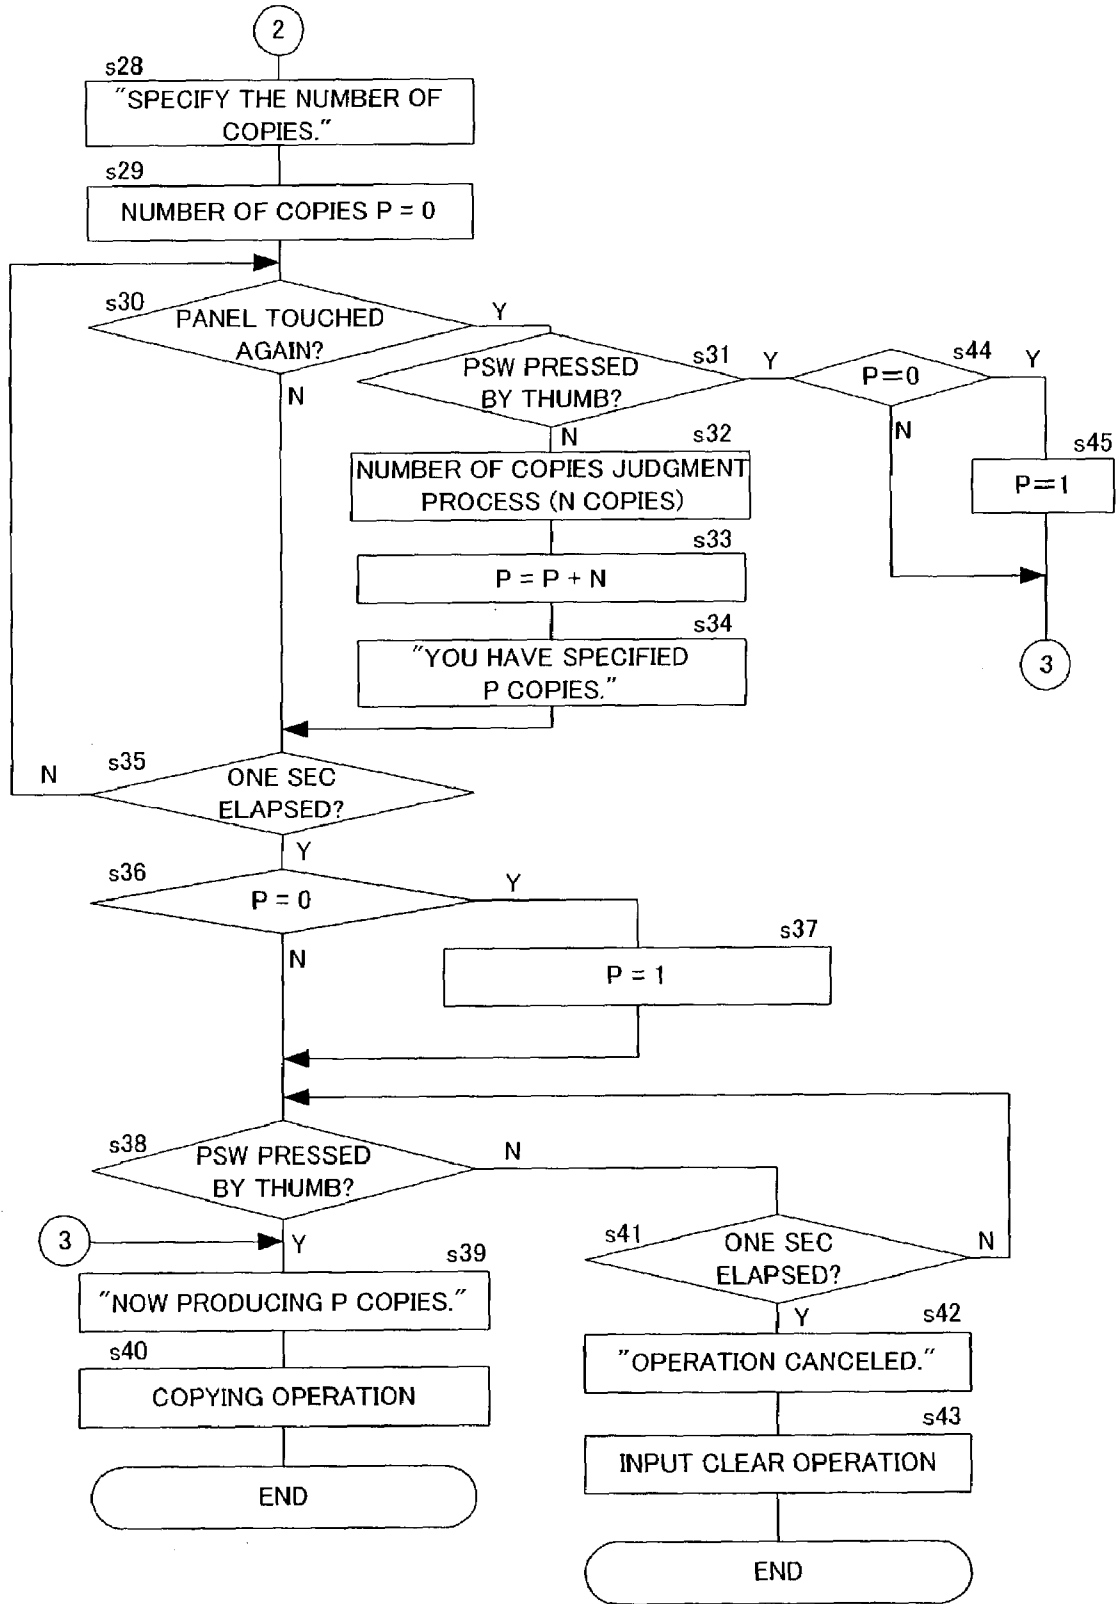 2
s28
"SPECIFY THE NUMBER OF
COPIES."
s29
NUMBER OF COPIES P = 0
s30
PANEL TOUCHED
AGAIN?
Y
N
s31
PSW PRESSED
BY THUMB?
Y
N
s44
P=0
Y
N
s45
P=1
3
s32
NUMBER OF COPIES JUDGMENT
PROCESS (N COPIES)
s33
P = P + N
s34
"YOU HAVE SPECIFIED
P COPIES."
s35
ONE SEC
ELAPSED?
N
Y
s36
P = 0
Y
N
s37
P = 1
s38
PSW PRESSED
BY THUMB?
N
Y
3
s39
"NOW PRODUCING P COPIES."
s40
COPYING OPERATION
END
s41
ONE SEC
ELAPSED?
N
Y
s42
"OPERATION CANCELED."
s43
INPUT CLEAR OPERATION
END